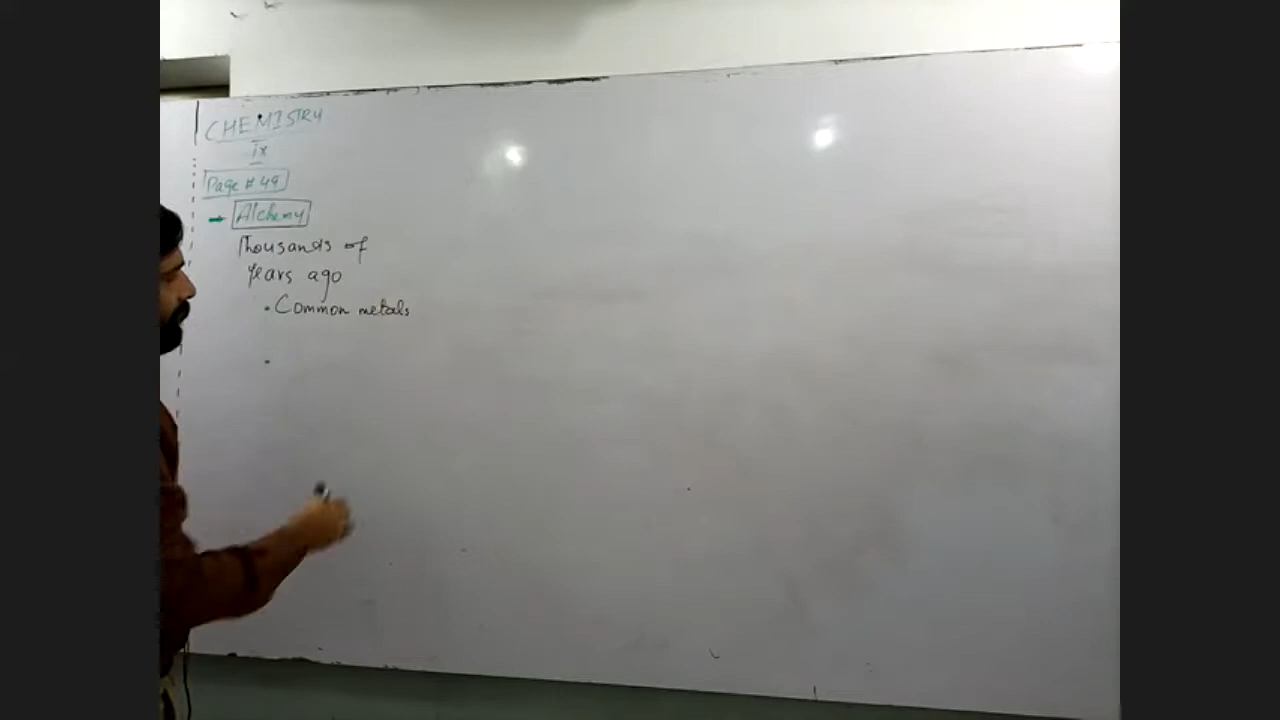 CHEMISTRY
ix
Page # 49
→ Alchemy
Thousands of
years ago
• Common metals
•